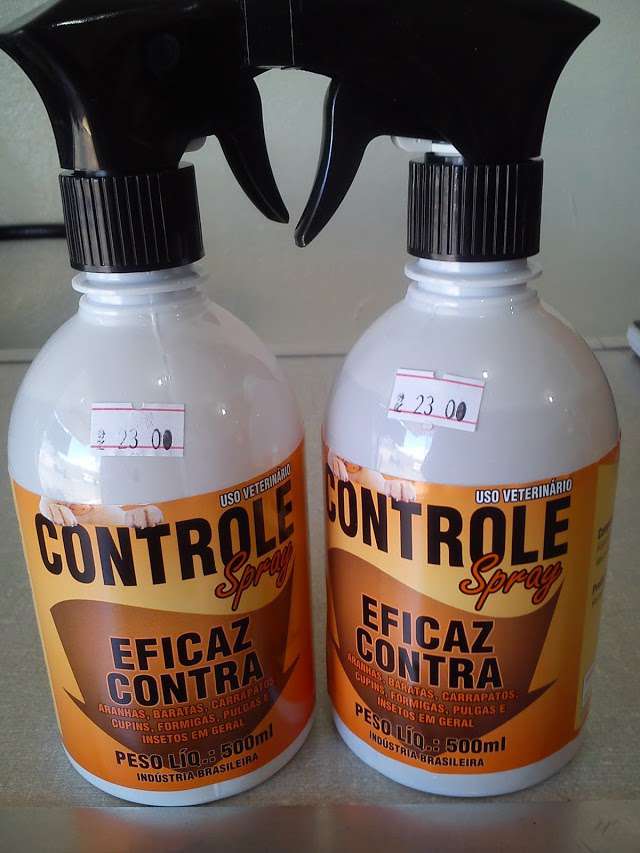 2 23 00
USO VETERINÁRIO
CONTROLE
Spray
EFICAZ
CONTRA
ARANHAS, BARATAS, CARRAPATOS,
CUPINS, FORMIGAS, PULGAS E
INSETOS EM GERAL
PESO LÍQ.: 500ml
INDÚSTRIA BRASILEIRA
2 23 00
USO VETERINÁRIO
CONTROLE
Spray
EFICAZ
CONTRA
ARANHAS, BARATAS, CARRAPATOS,
CUPINS, FORMIGAS, PULGAS E
INSETOS EM GERAL
PESO LÍQ.: 500ml
INDÚSTRIA BRASILEIRA